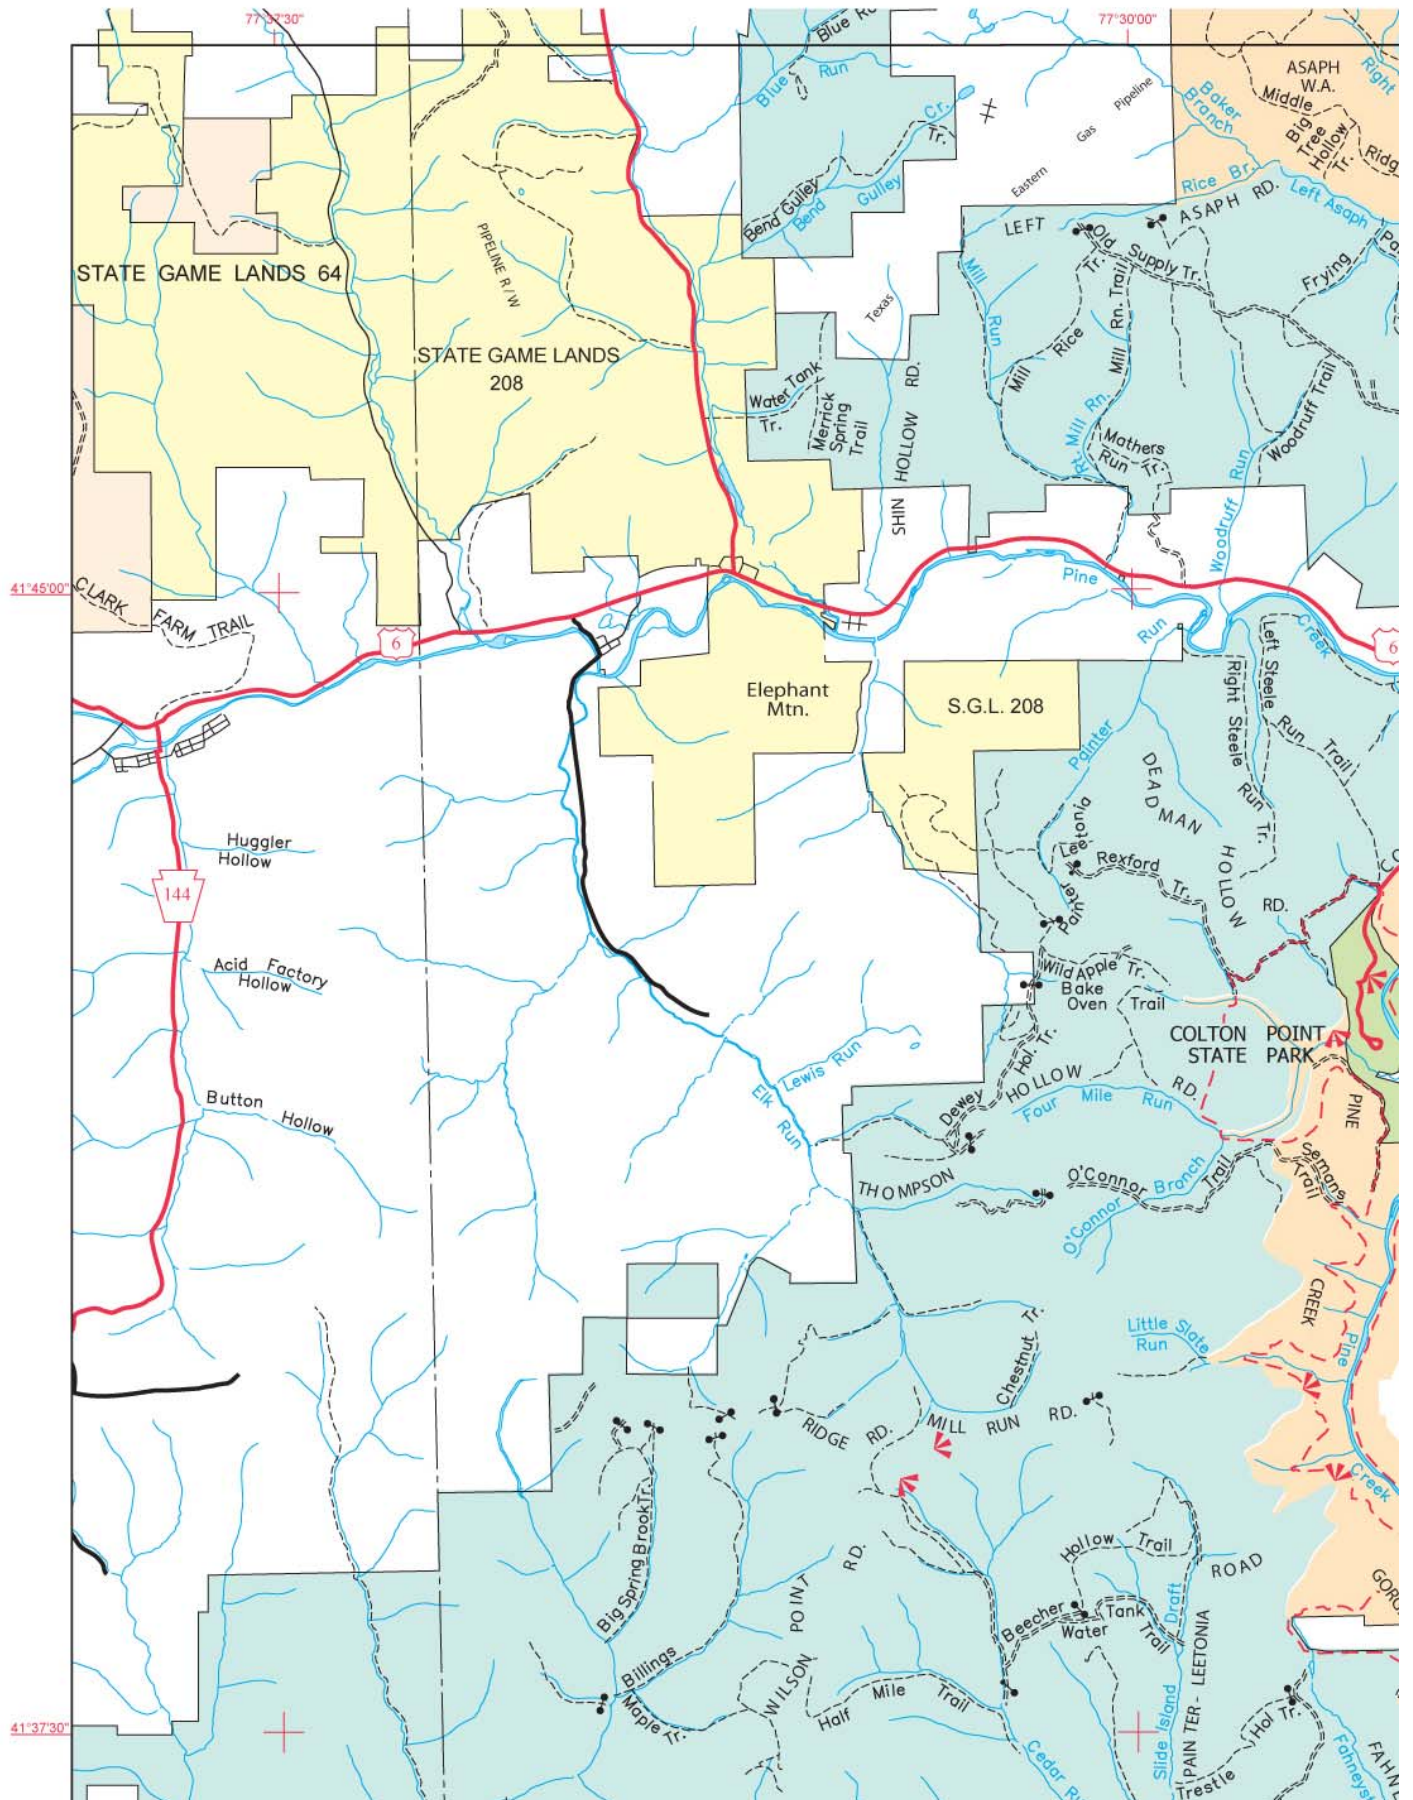 77°37'30"
77°30'00"
Blue
Blue Run
ASAPH
W.A.
Right
Baker
Branch
Middle
Big
Tree
Hollow
Tr.
Ridg
Eastern Gas Pipeline
Cr.
Tr.
Bend Gulley
Bend Gulley
Rice Br.
Left Asaph
LEFT ASAPH RD.
Old Supply Tr.
Tr.
Frying
Pa
STATE GAME LANDS 64
PIPELINE R/W
STATE GAME LANDS
208
Texas
Mill Run
Mill Rice
Mill Rn. Trail
Rt. Mill Rn.
Water Tank
Tr.
Merrick
Spring
Trail
SHIN HOLLOW RD.
Mathers
Run Tr.
Woodruff Trail
Woodruff Run
41°45'00"
CLARK FARM TRAIL
6
Pine
Creek
6
Run
Painter
Left Steele
Right Steele
Run Trail
Run Tr.
Elephant
Mtn.
S.G.L. 208
DEADMAN HOLLOW RD.
CO
Huggler
Hollow
144
Leetonia
Painter
Rexford Tr.
Acid Factory
Hollow
Wild Apple Tr.
Bake
Oven Trail
COLTON POINT
STATE PARK
Button Hollow
Lewis Run
Elk
Run
Dewey
Hol. Tr.
HOLLOW RD.
Four Mile Run
PINE
THOMPSON
O'Connor Trail
O'Connor Branch
Semans
Trail
CREEK
Pine
Creek
Little Slate
Run
Chestnut Tr.
RIDGE RD.
MILL RUN RD.
Big Spring Brook Tr.
POINT RD.
Hollow Trail
ROAD
Beecher
Water
Tank
Trail
Slide Island Draft
PAINTER - LEETONIA
GORG
Billings
Maple Tr.
WILSON
Half Mile Trail
41°37'30"
Cedar R
Trestle
Hol Tr.
Fahneys
FAHN